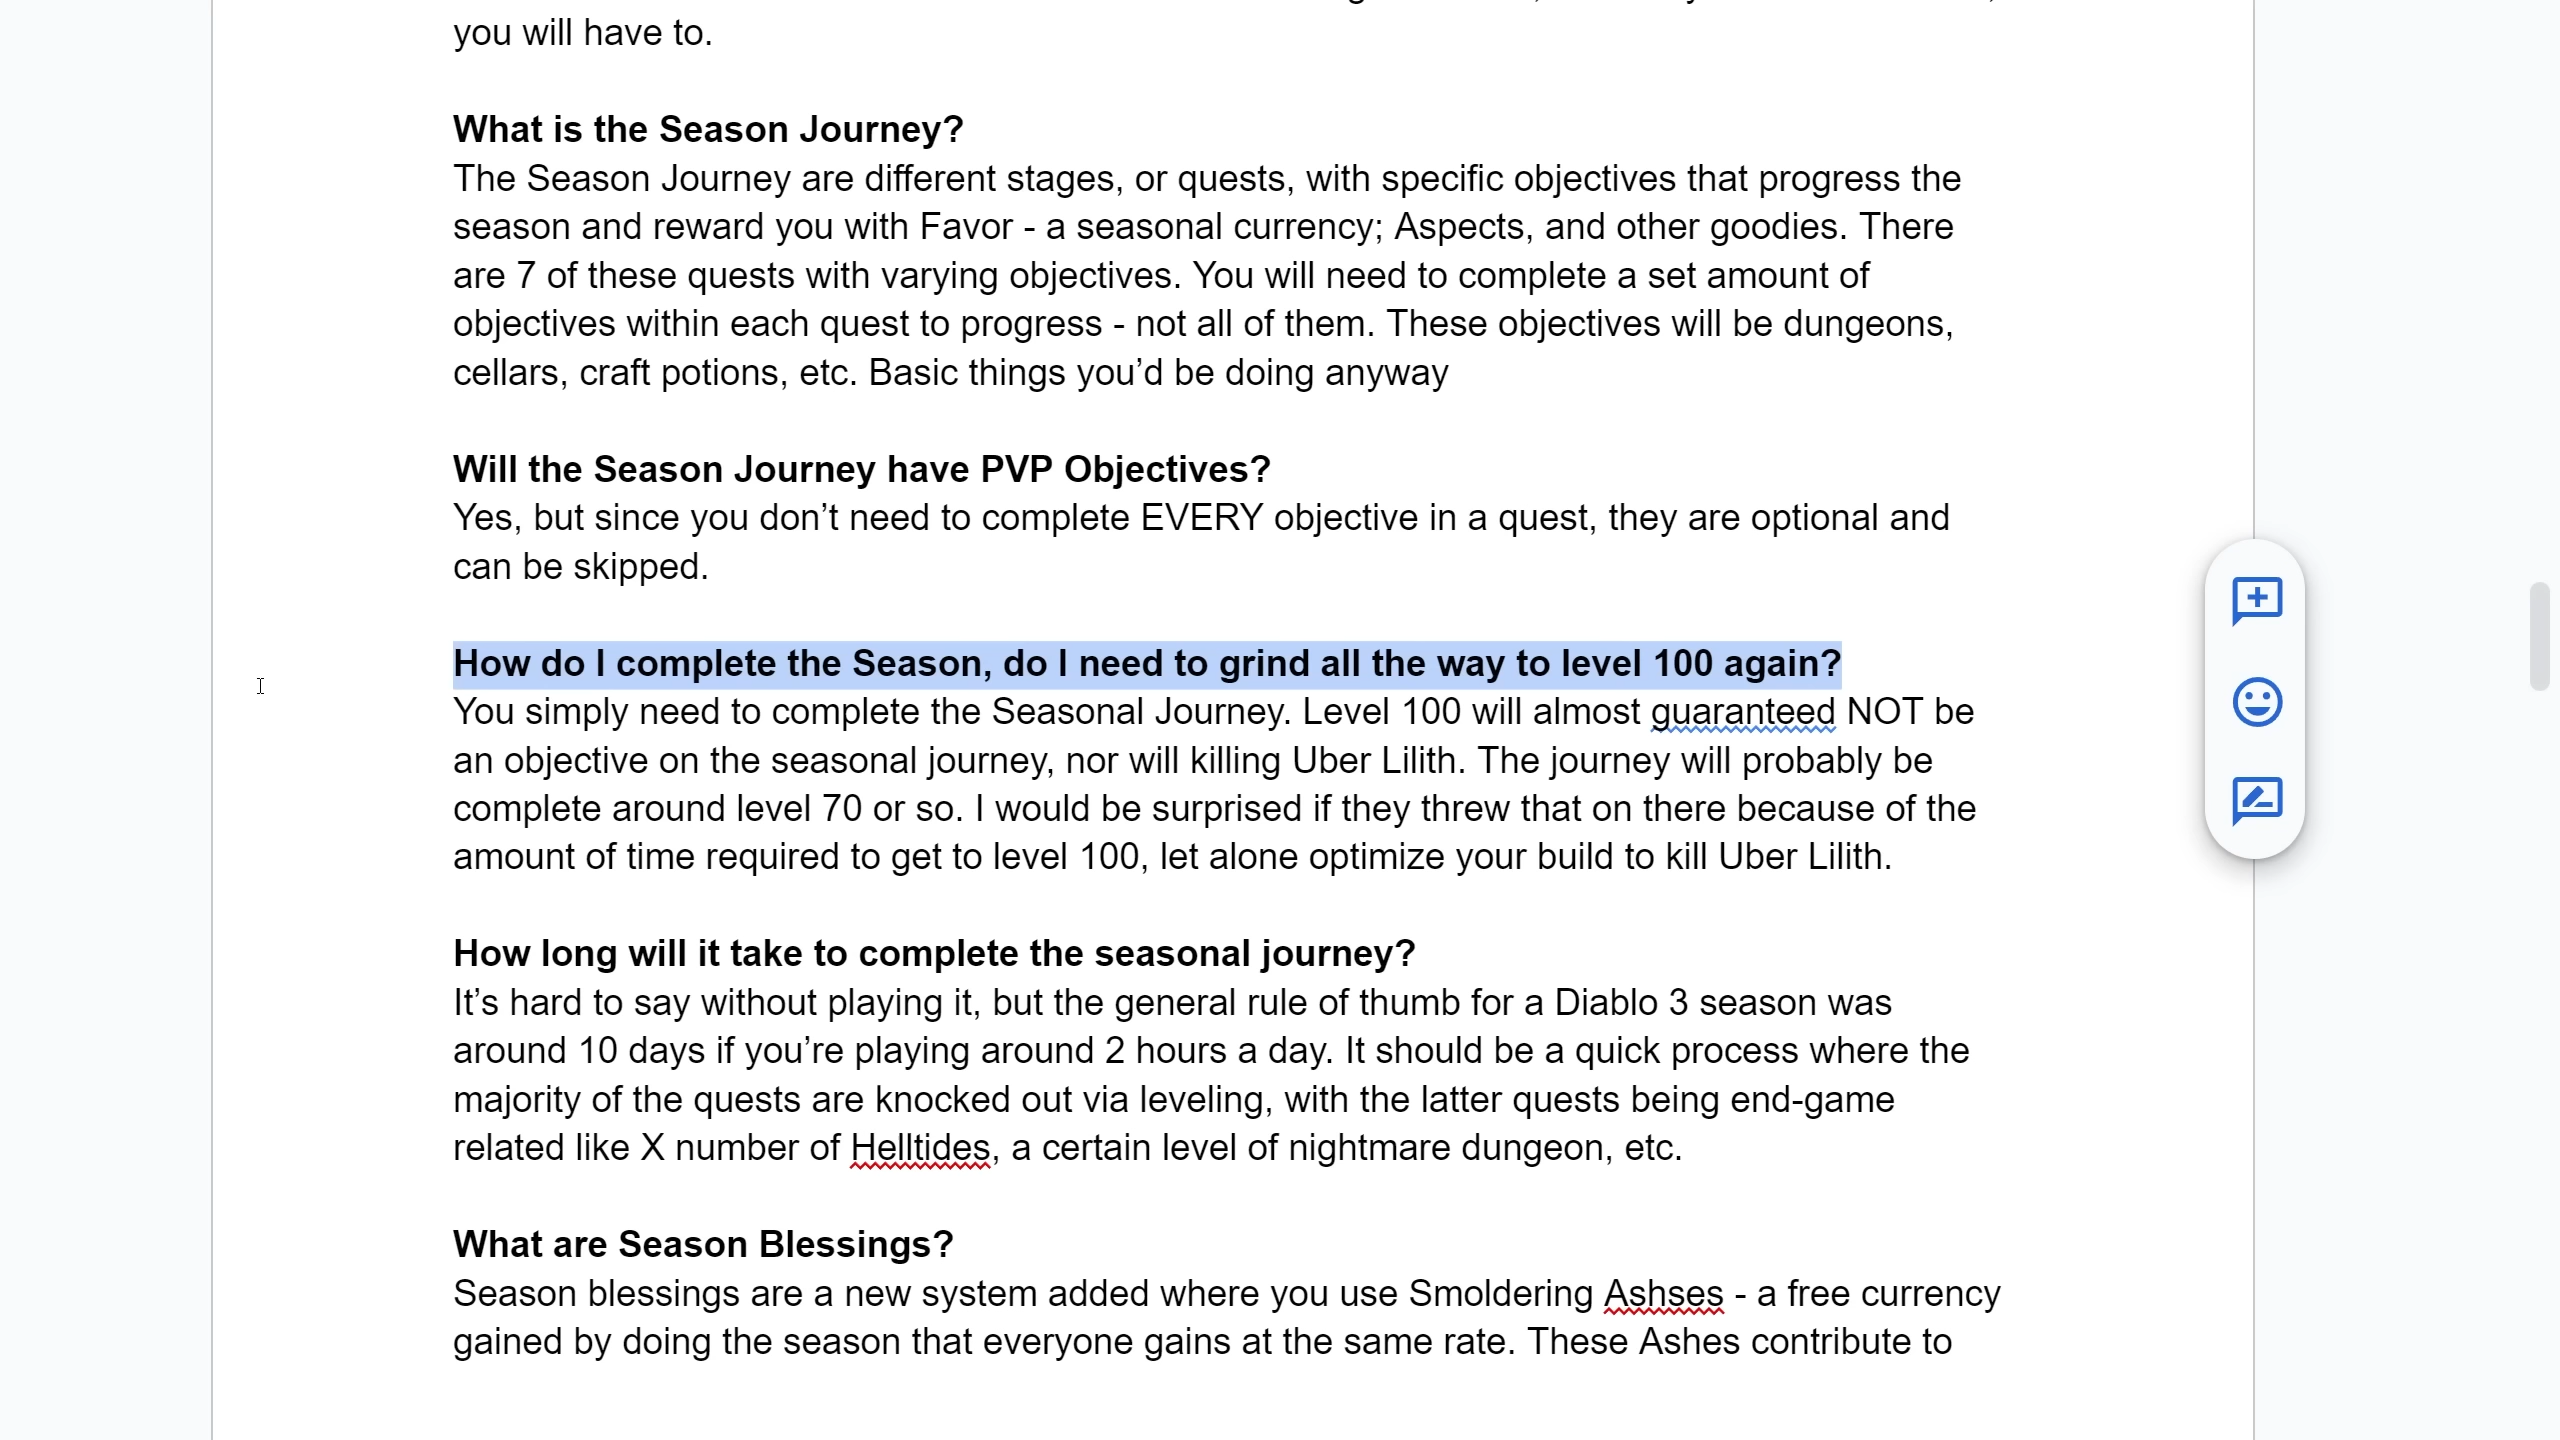 you will have to.
What is the Season Journey?
The Season Journey are different stages, or quests, with specific objectives that progress the
season and reward you with Favor - a seasonal currency; Aspects, and other goodies. There
are 7 of these quests with varying objectives. You will need to complete a set amount of
objectives within each quest to progress - not all of them. These objectives will be dungeons,
cellars, craft potions, etc. Basic things you’d be doing anyway
Will the Season Journey have PVP Objectives?
Yes, but since you don’t need to complete EVERY objective in a quest, they are optional and
can be skipped.
How do I complete the Season, do I need to grind all the way to level 100 again?
You simply need to complete the Seasonal Journey. Level 100 will almost guaranteed NOT be
an objective on the seasonal journey, nor will killing Uber Lilith. The journey will probably be
complete around level 70 or so. I would be surprised if they threw that on there because of the
amount of time required to get to level 100, let alone optimize your build to kill Uber Lilith.
How long will it take to complete the seasonal journey?
It’s hard to say without playing it, but the general rule of thumb for a Diablo 3 season was
around 10 days if you’re playing around 2 hours a day. It should be a quick process where the
majority of the quests are knocked out via leveling, with the latter quests being end-game
related like X number of Helltides, a certain level of nightmare dungeon, etc.
What are Season Blessings?
Season blessings are a new system added where you use Smoldering Ashses - a free currency
gained by doing the season that everyone gains at the same rate. These Ashes contribute to